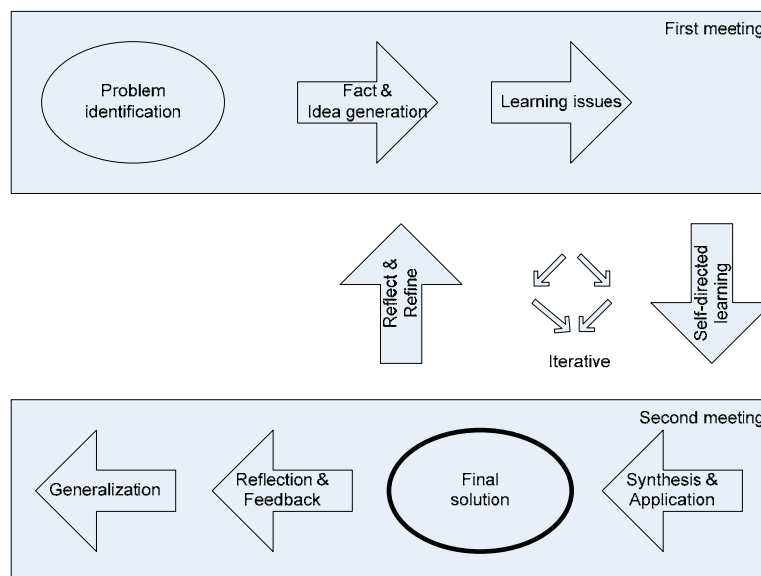 First meeting
Problem
identification
Fact &
Idea generation
Learning issues
Reflect &
Refine
Iterative
Self-directed
learning
Second meeting
Generalization
Reflection &
Feedback
Final
solution
Synthesis &
Application